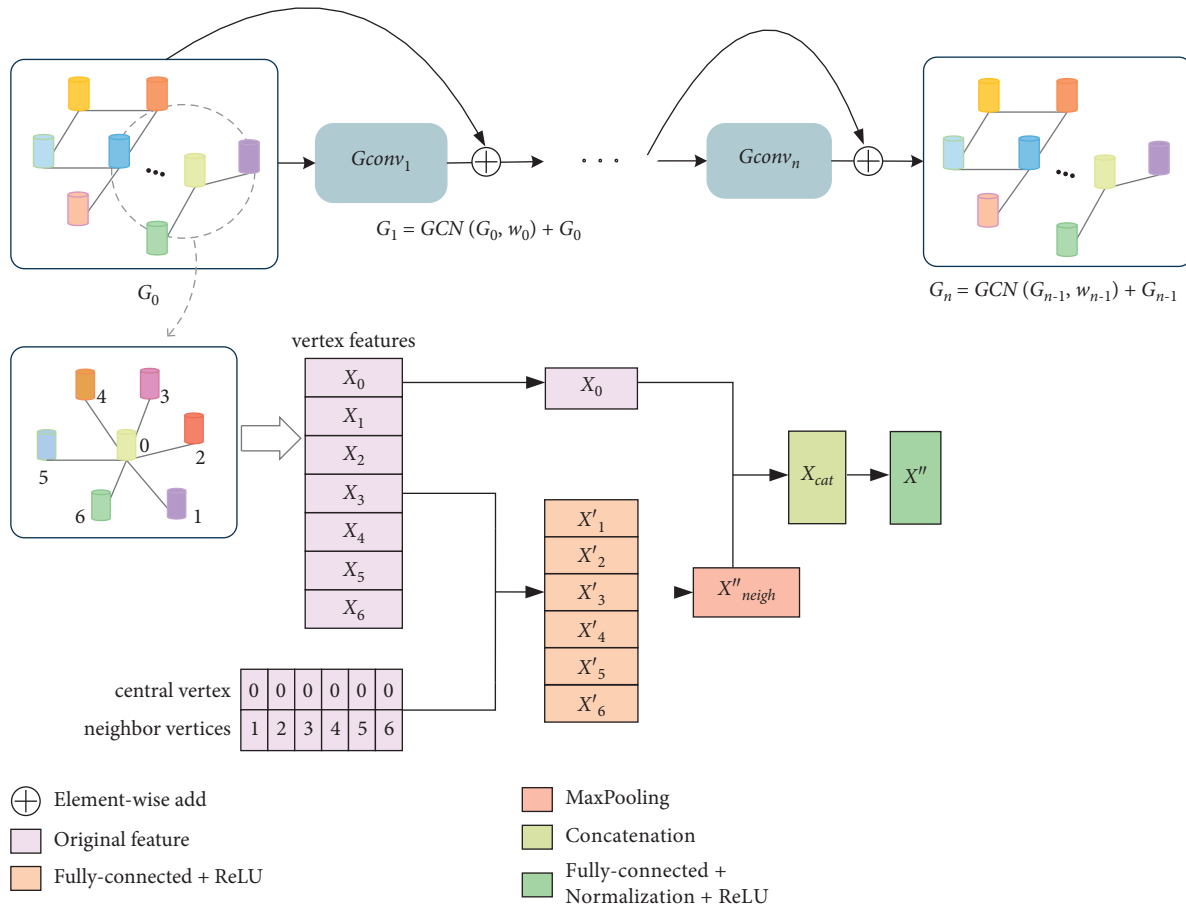 Gconv₁
. . .
Gconvₙ
G₁ = GCN (G₀, w₀) + G₀
G₀
Gₙ = GCN (Gₙ₋₁, wₙ₋₁) + Gₙ₋₁
vertex features
4
3
0
2
5
6
1
X₀
X₁
X₂
X₃
X₄
X₅
X₆
X₀
X'₁
X'₂
X'₃
X'₄
X'₅
X'₆
X''neigh
Xcat
X''
central vertex 0 0 0 0 0 0
neighbor vertices 1 2 3 4 5 6
Element-wise add
Original feature
Fully-connected + ReLU
MaxPooling
Concatenation
Fully-connected +
Normalization + ReLU